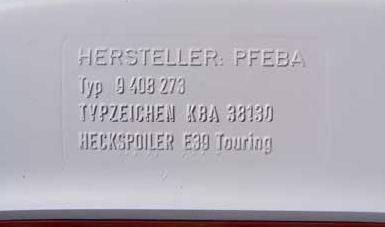 HERSTELLER: PFEBA
Typ 9 408 273
TYPZEICHEN KBA 38130
HECKSPOILER E39 Touring